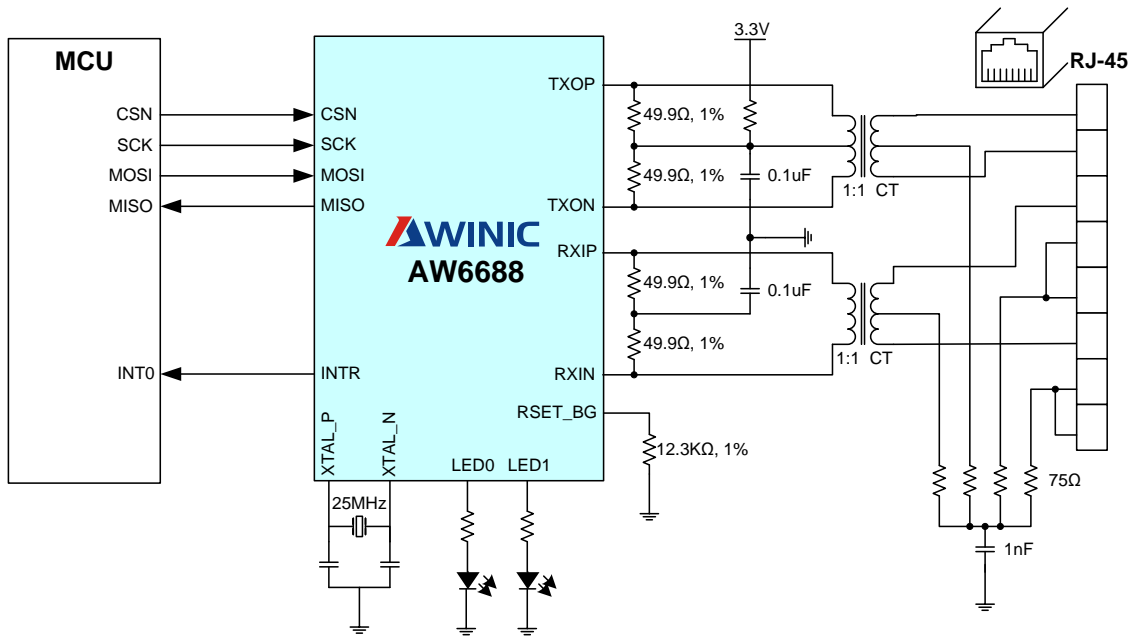 3.3V
RJ-45
MCU
TXOP
CSN
CSN
49.9Ω, 1%
SCK
SCK
MOSI
MOSI
49.9Ω, 1%
0.1uF
1:1 CT
MISO
MISO
TXON
AWINIC
AW6688
RXIP
49.9Ω, 1%
0.1uF
49.9Ω, 1%
1:1 CT
INT0
INTR
RXIN
RSET_BG
12.3KΩ, 1%
XTAL_P
XTAL_N
LED0
LED1
75Ω
25MHz
1nF